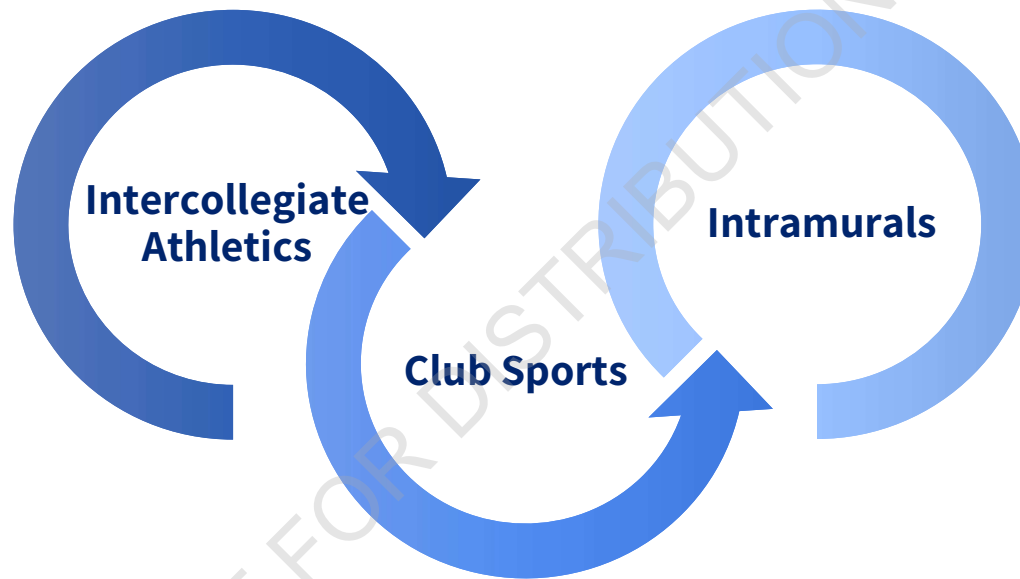 Intercollegiate
Athletics
Intramurals
Club Sports
FOR DISTRIBUTION